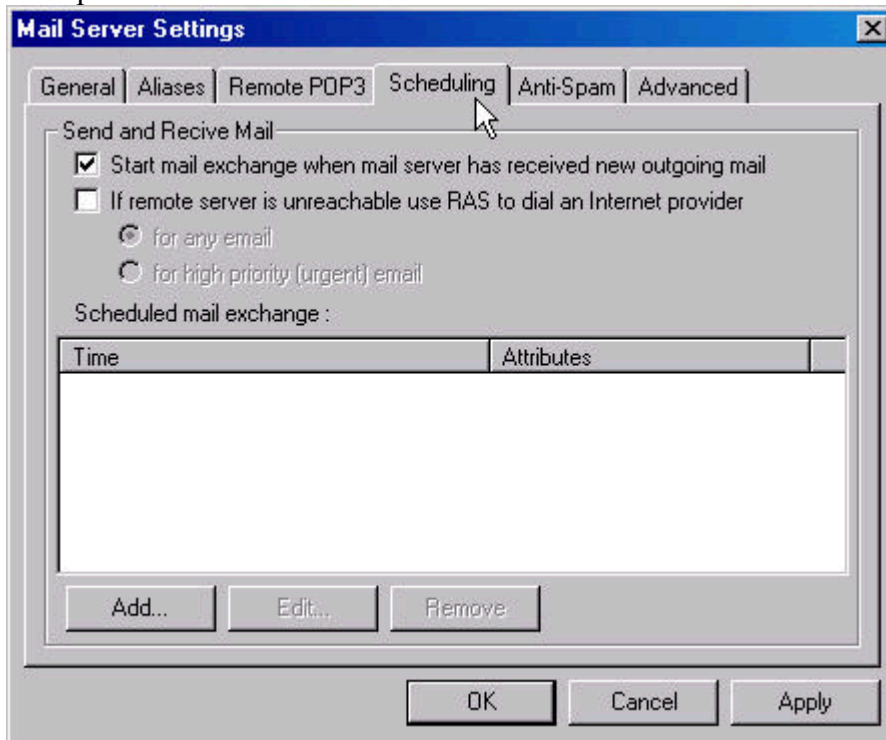 Mail Server Settings
General Aliases Remote POP3 Scheduling Anti-Spam Advanced
Send and Recive Mail
Start mail exchange when mail server has received new outgoing mail
If remote server is unreachable use RAS to dial an Internet provider
for any email
for high priority (urgent) email
Scheduled mail exchange :
Time Attributes
Add... Edit... Remove
OK Cancel Apply